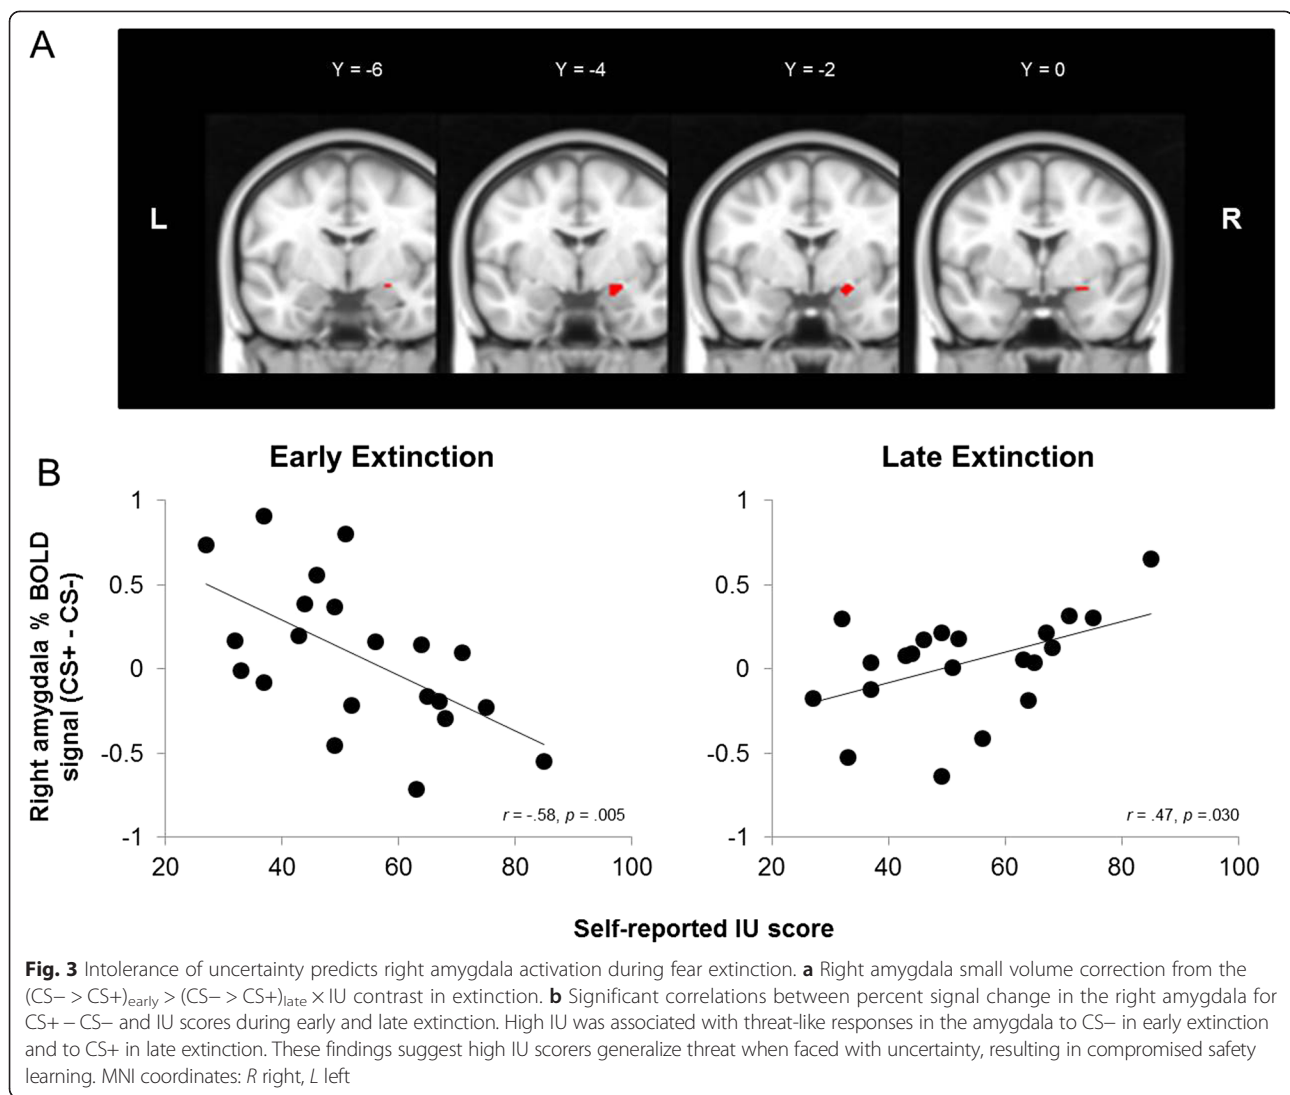 A
Y = -6 Y = -4 Y = -2 Y = 0
L R
B
Early Extinction Late Extinction
Right amygdala % BOLD
signal (CS+ - CS-)
1
0.5
0
-0.5
-1
20 40 60 80 100
r = -.58, p = .005
1
0.5
0
-0.5
-1
20 40 60 80 100
r = .47, p =.030
Self-reported IU score
Fig. 3 Intolerance of uncertainty predicts right amygdala activation during fear extinction. a Right amygdala small volume correction from the
(CS− > CS+)early > (CS− > CS+)late × IU contrast in extinction. b Significant correlations between percent signal change in the right amygdala for
CS+ − CS− and IU scores during early and late extinction. High IU was associated with threat-like responses in the amygdala to CS− in early extinction
and to CS+ in late extinction. These findings suggest high IU scorers generalize threat when faced with uncertainty, resulting in compromised safety
learning. MNI coordinates: R right, L left